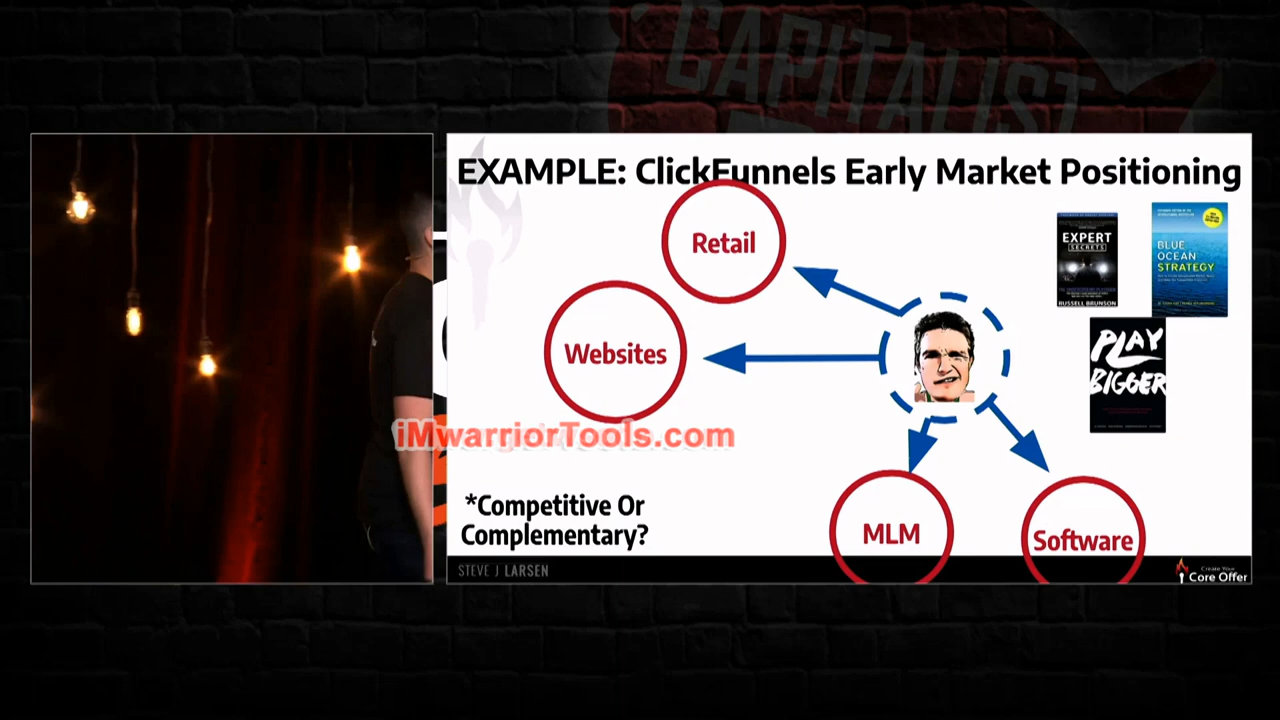 CAPITALIST
EXAMPLE: ClickFunnels Early Market Positioning
Retail
Websites
EXPERT
SECRETS
RUSSELL BRUNSON
BLUE
OCEAN
STRATEGY
PLAY
BIGGER
iMwarriorTools.com
*Competitive Or
Complementary?
MLM
Software
STEVE J LARSEN
Create Your
Core Offer